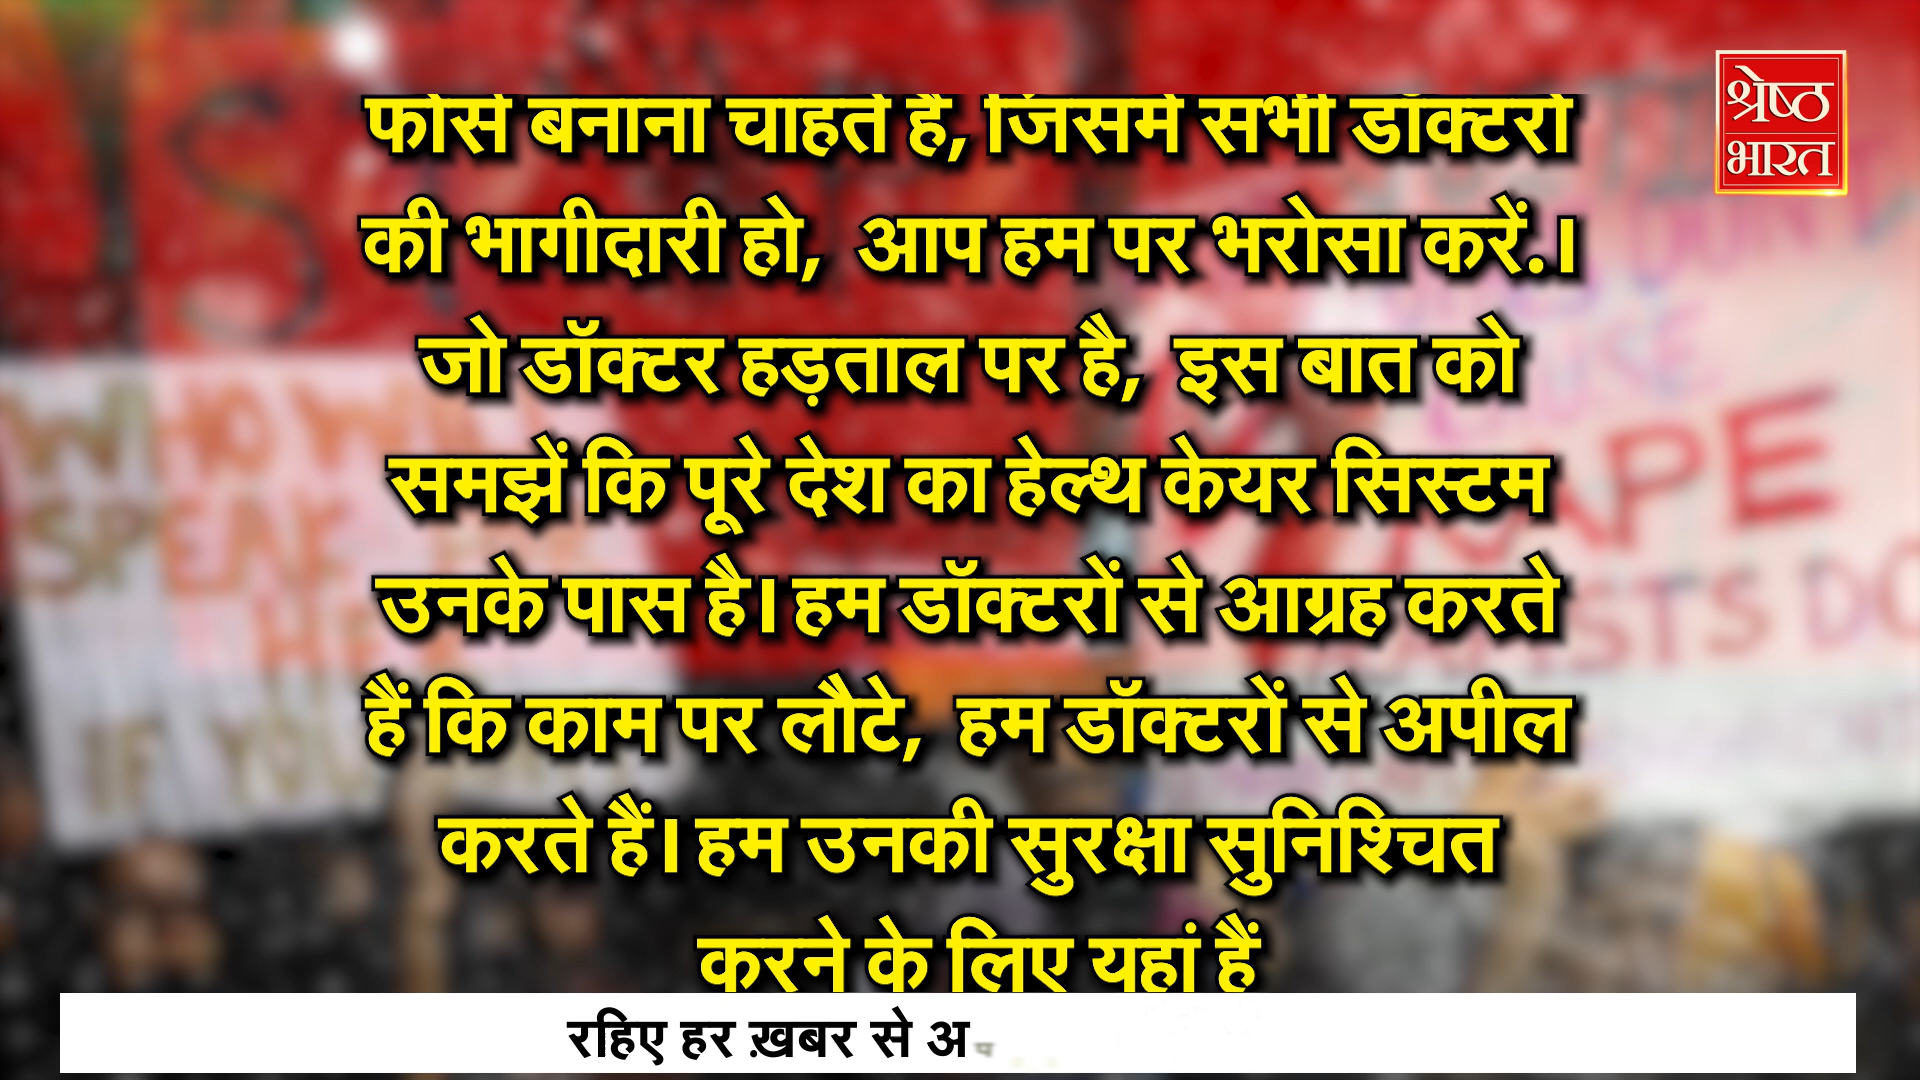 फोर्स बनाना चाहते हैं, जिसमें सभी डॉक्टरों
की भागीदारी हो, आप हम पर भरोसा करें.।
जो डॉक्टर हड़ताल पर है, इस बात को
समझें कि पूरे देश का हेल्थ केयर सिस्टम
उनके पास है। हम डॉक्टरों से आग्रह करते
हैं कि काम पर लौटे, हम डॉक्टरों से अपील
करते हैं। हम उनकी सुरक्षा सुनिश्चित
करने के लिए यहां हैं
रहिए हर ख़बर से अप
श्रेष्ठ
भारत